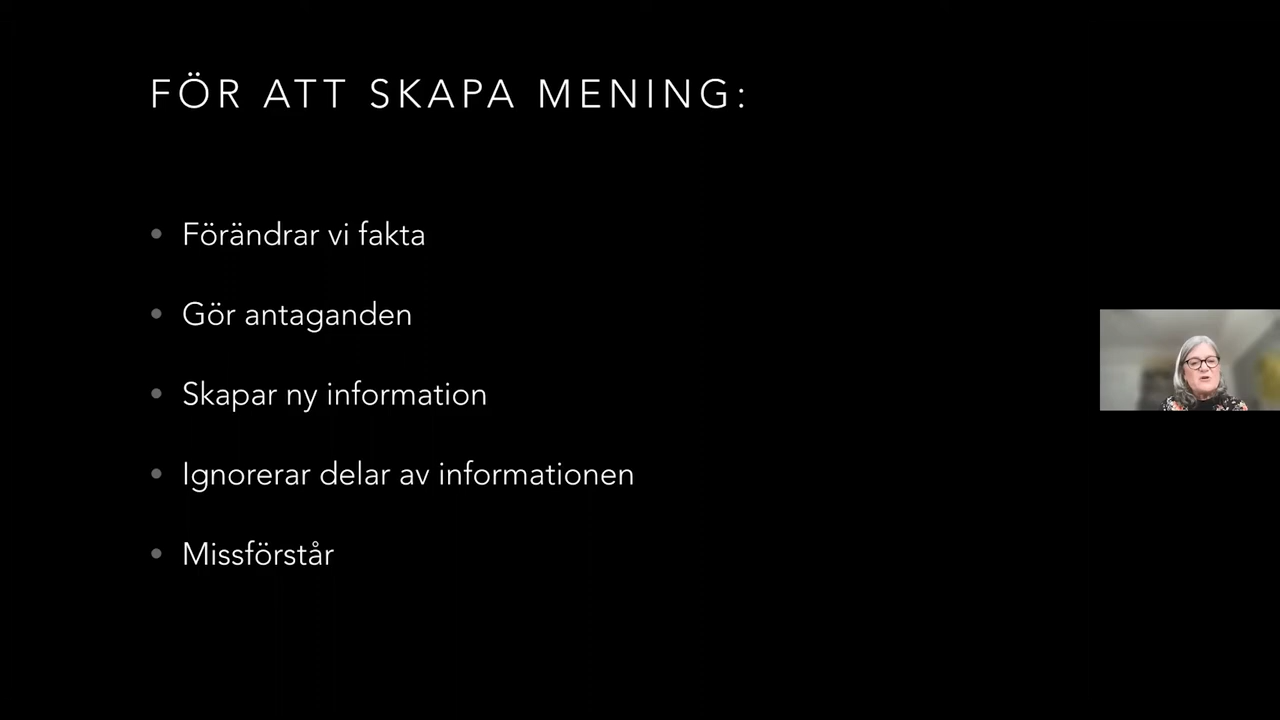 FÖR ATT SKAPA MENING:
Förändrar vi fakta
Gör antaganden
Skapar ny information
Ignorerar delar av informationen
Missförstår